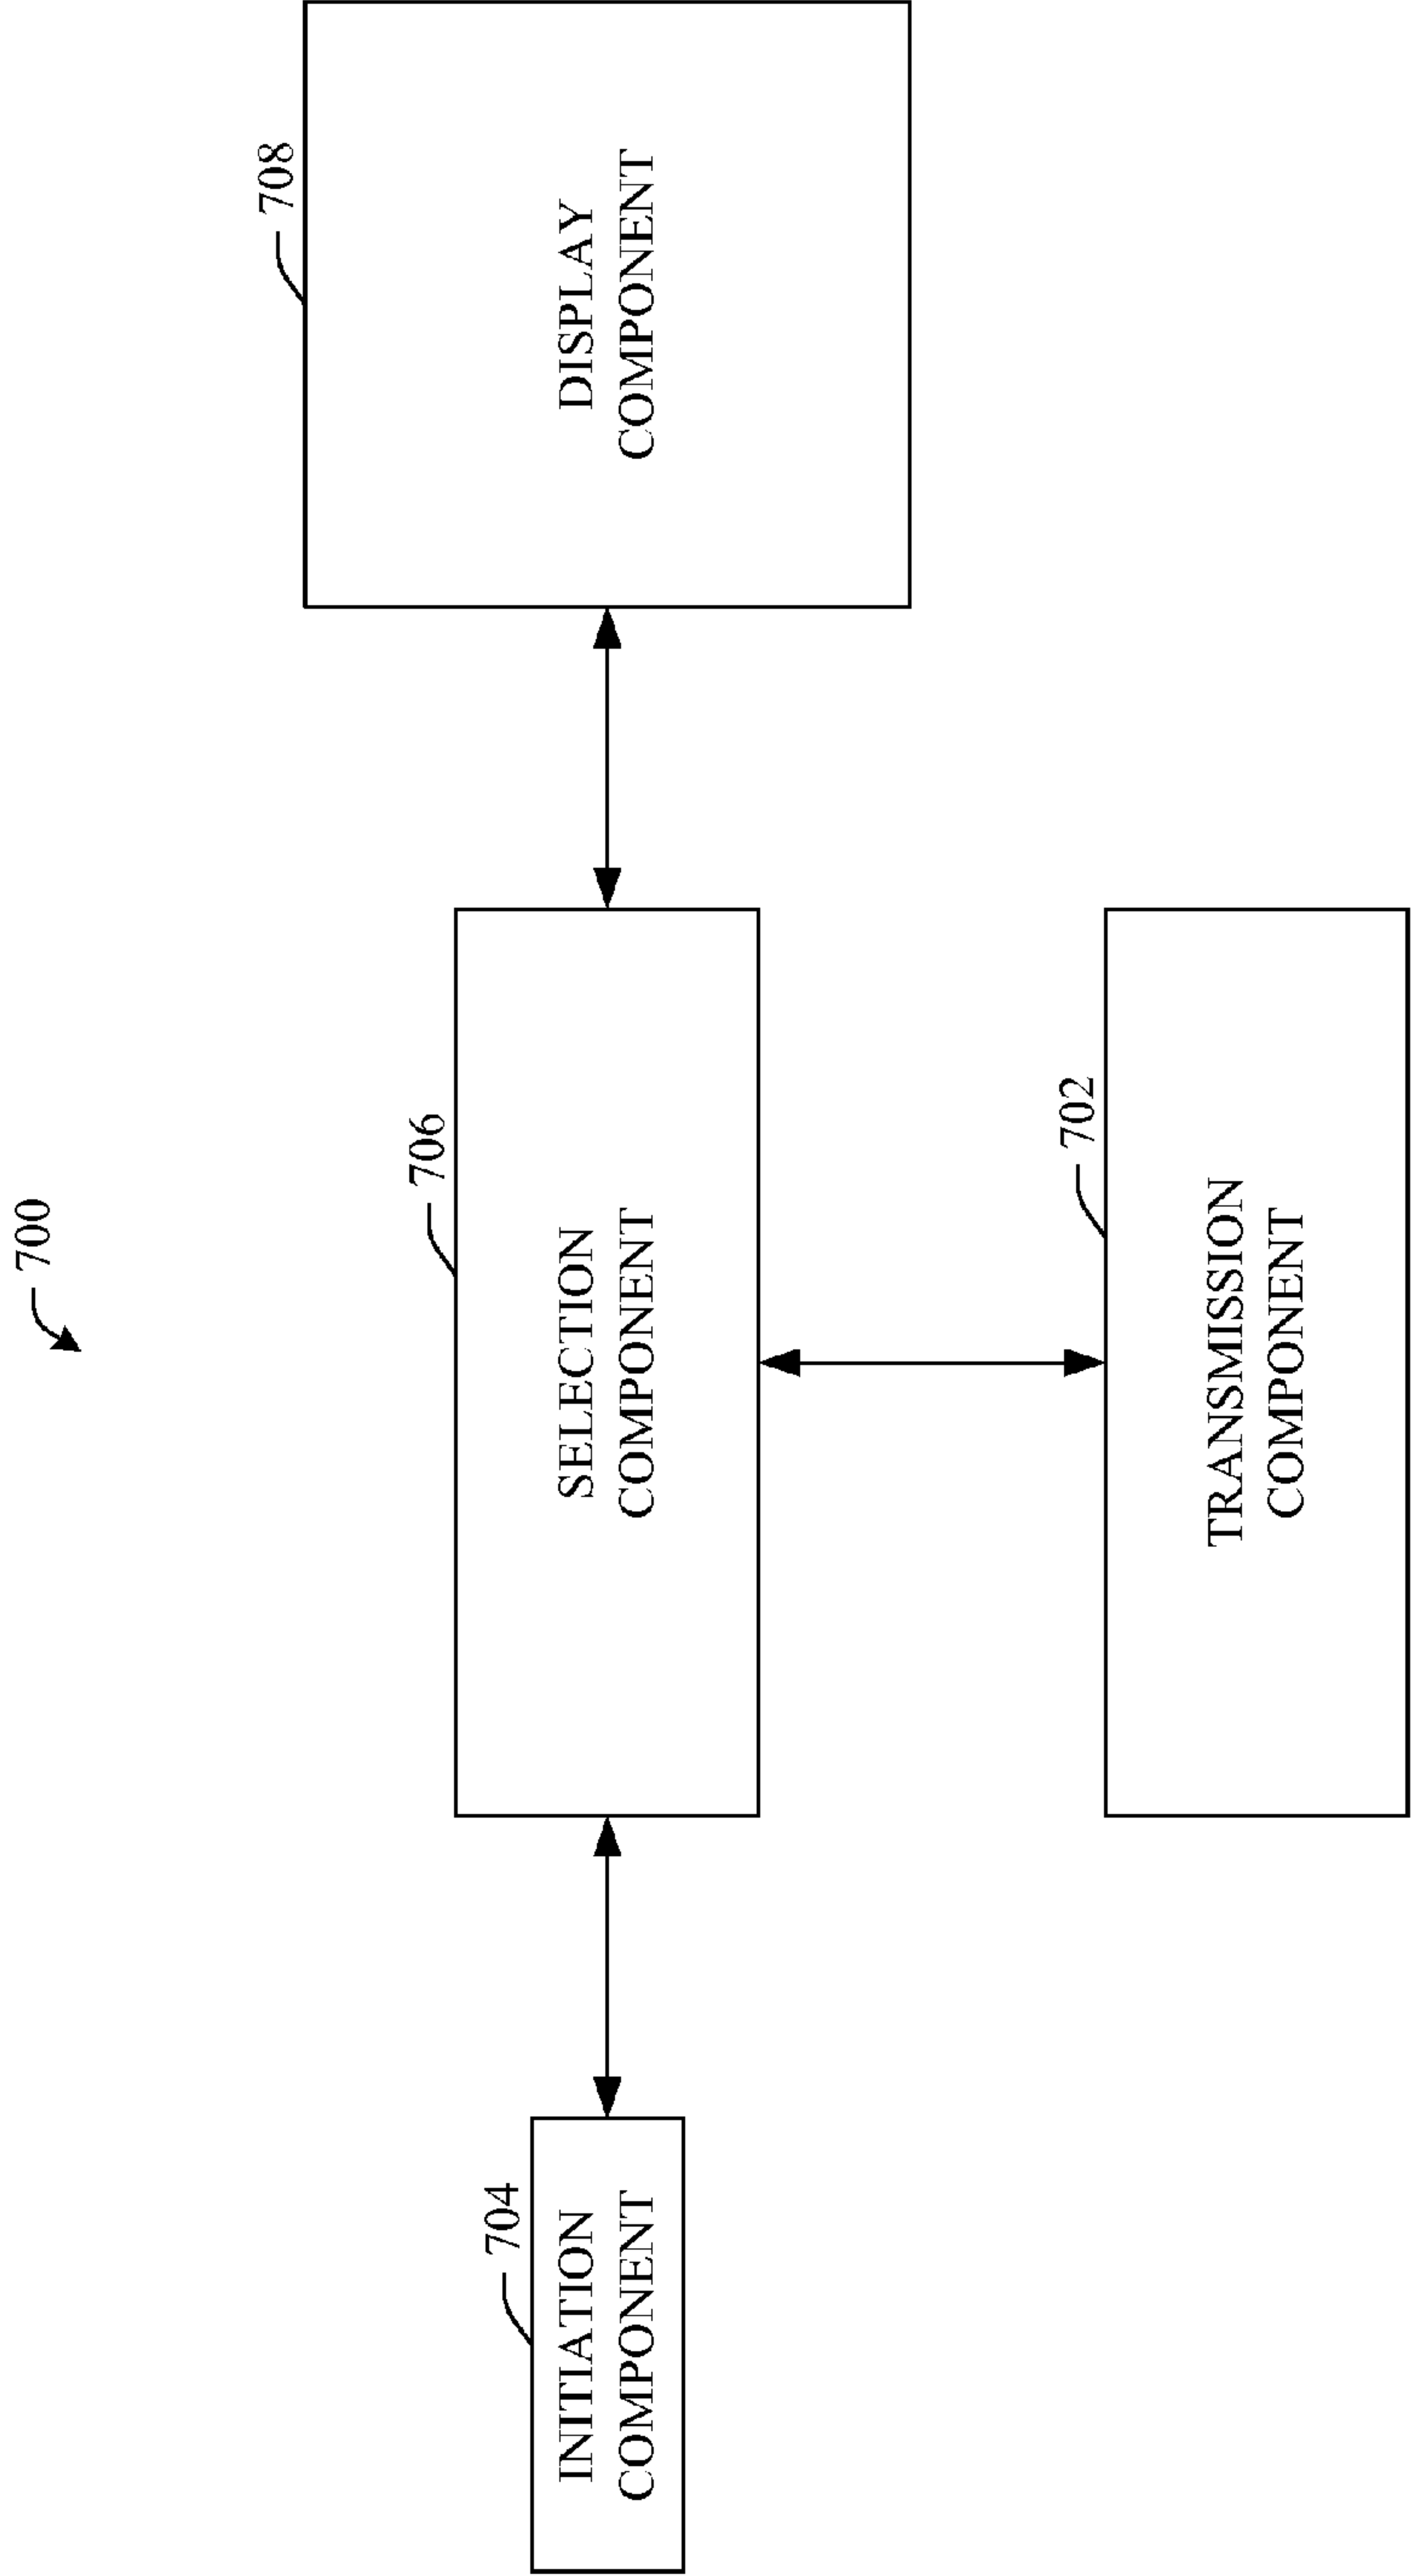 700
704
INITIATION
COMPONENT
706
SELECTION
COMPONENT
708
DISPLAY
COMPONENT
702
TRANSMISSION
COMPONENT